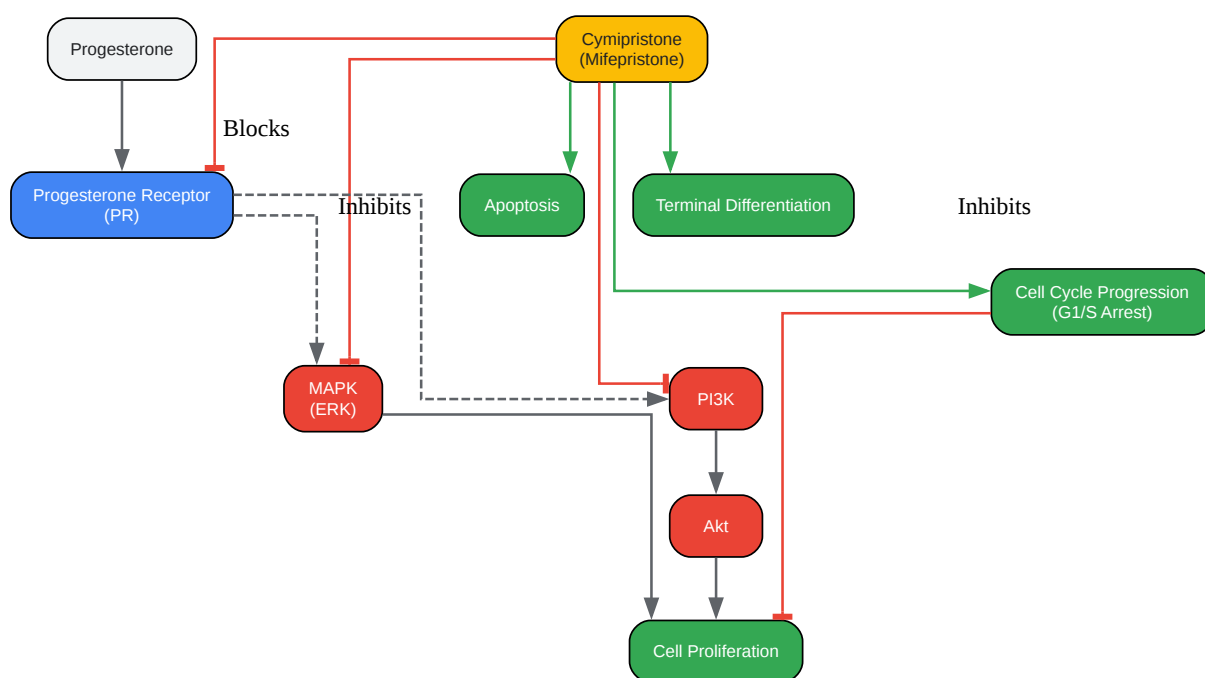 Progesterone
Cymipristone
(Mifepristone)
Blocks
Progesterone Receptor
(PR)
Inhibits
Apoptosis
Terminal Differentiation
Inhibits
Cell Cycle Progression
(G1/S Arrest)
MAPK
(ERK)
PI3K
Akt
Cell Proliferation